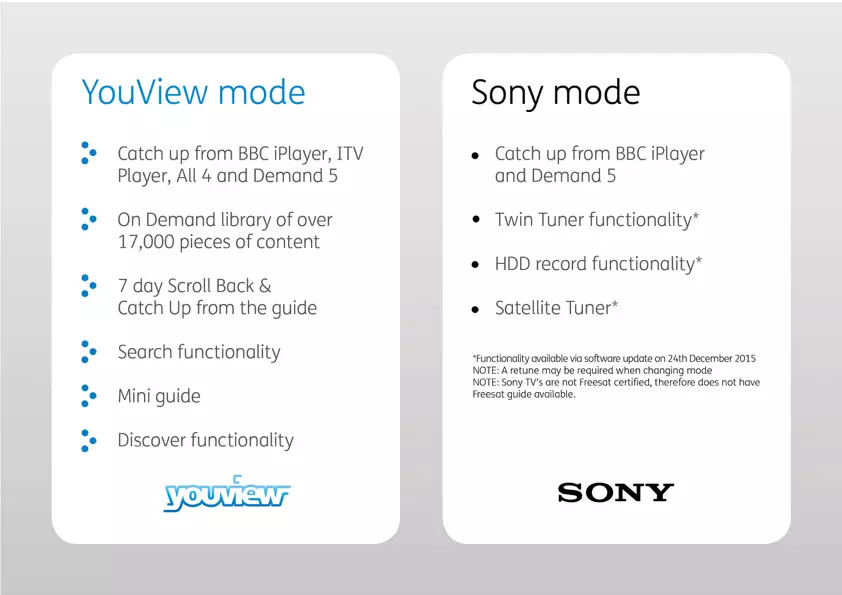 YouView mode
Catch up from BBC iPlayer, ITV
Player, All 4 and Demand 5
On Demand library of over
17,000 pieces of content
7 day Scroll Back &
Catch Up from the guide
Search functionality
Mini guide
Discover functionality
youview
Sony mode
Catch up from BBC iPlayer
and Demand 5
Twin Tuner functionality*
HDD record functionality*
Satellite Tuner*
*Functionality available via software update on 24th December 2015
NOTE: A retune may be required when changing mode
NOTE: Sony TV's are not Freesat certified, therefore does not have
Freesat guide available.
SONY